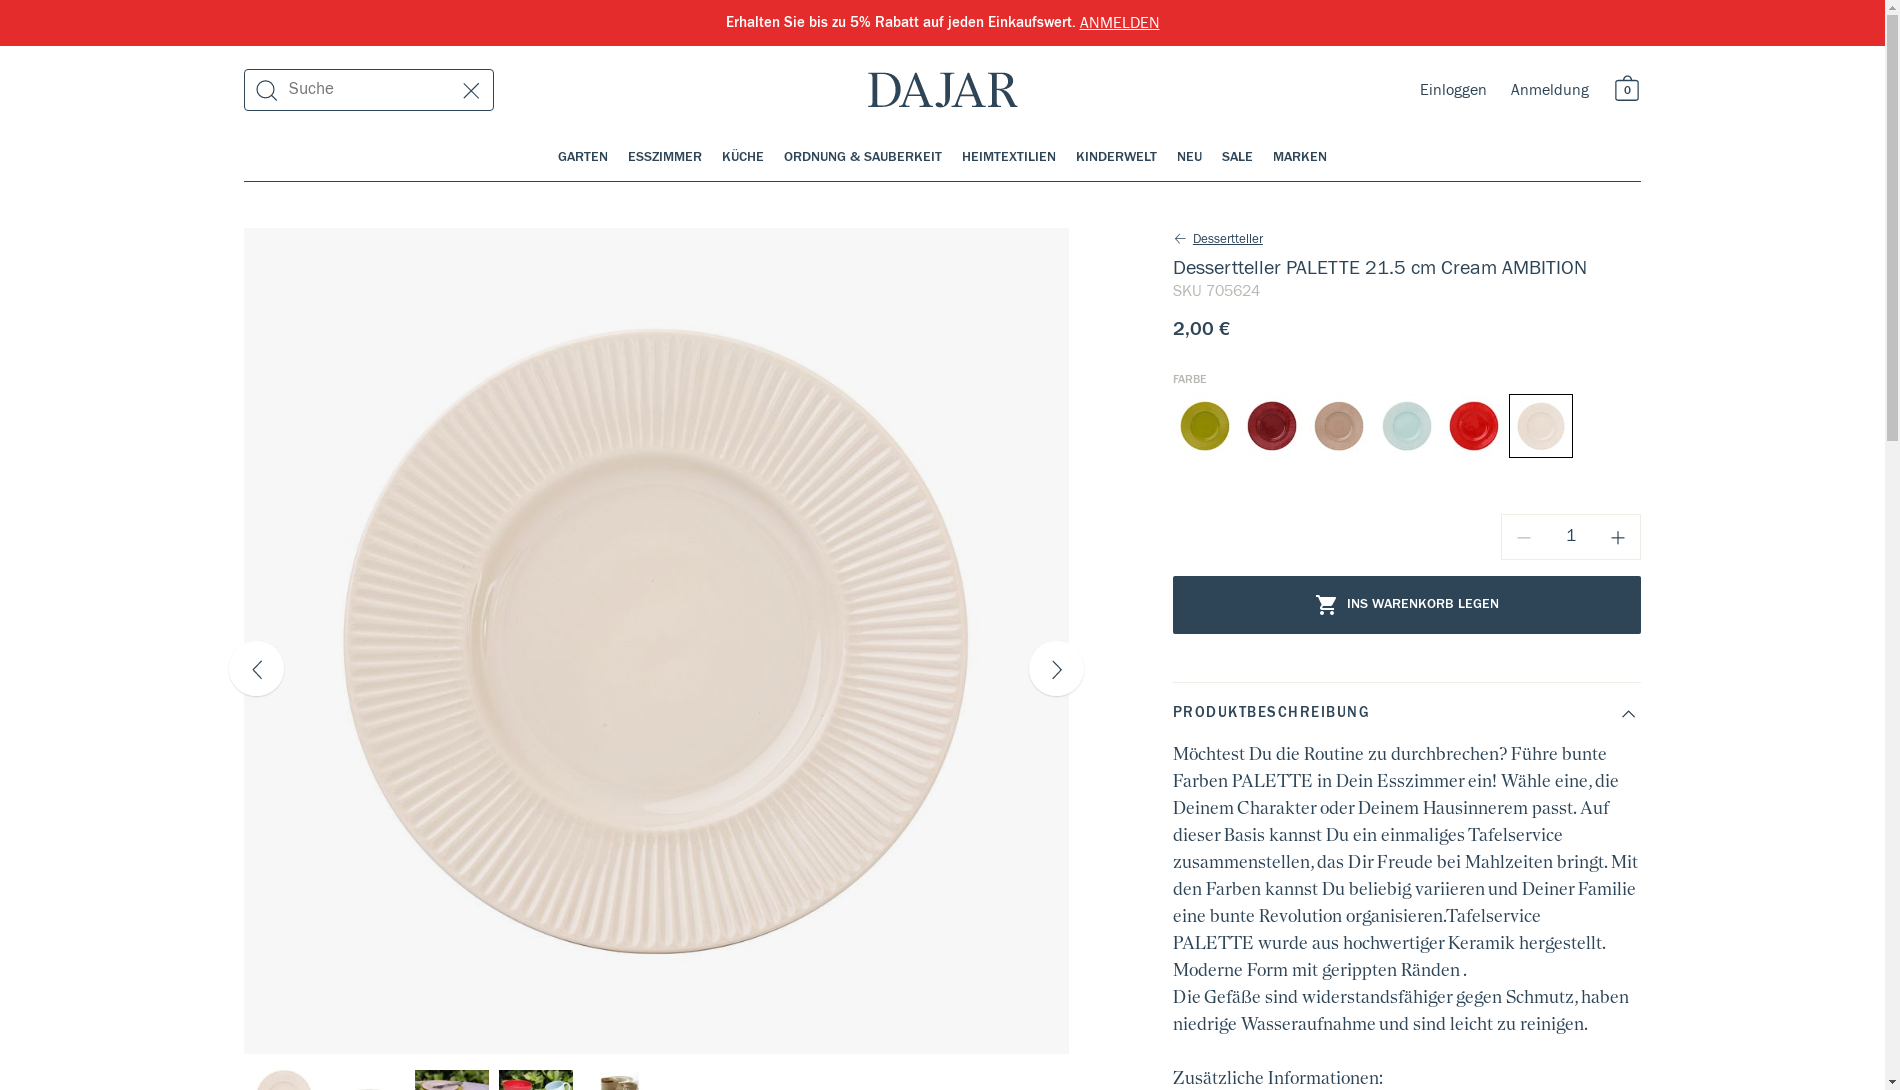 Erhalten Sie bis zu 5% Rabatt auf jeden Einkaufswert. ANMELDEN
Suche
DAJAR
Einloggen
Anmeldung
0
GARTEN ESSZIMMER KÜCHE ORDNUNG & SAUBERKEIT HEIMTEXTILIEN KINDERWELT NEU SALE MARKEN
Dessertteller
Dessertteller PALETTE 21.5 cm Cream AMBITION
SKU 705624
2,00 €
FARBE
1
INS WARENKORB LEGEN
PRODUKTBESCHREIBUNG
Möchtest Du die Routine zu durchbrechen? Führe bunte
Farben PALETTE in Dein Esszimmer ein! Wähle eine, die
Deinem Charakter oder Deinem Hausinnerem passt. Auf
dieser Basis kannst Du ein einmaliges Tafelservice
zusammenstellen, das Dir Freude bei Mahlzeiten bringt. Mit
den Farben kannst Du beliebig variieren und Deiner Familie
eine bunte Revolution organisieren.Tafelservice
PALETTE wurde aus hochwertiger Keramik hergestellt.
Moderne Form mit gerippten Ränden .
Die Gefäße sind widerstandsfähiger gegen Schmutz, haben
niedrige Wasseraufnahme und sind leicht zu reinigen.
Zusätzliche Informationen: